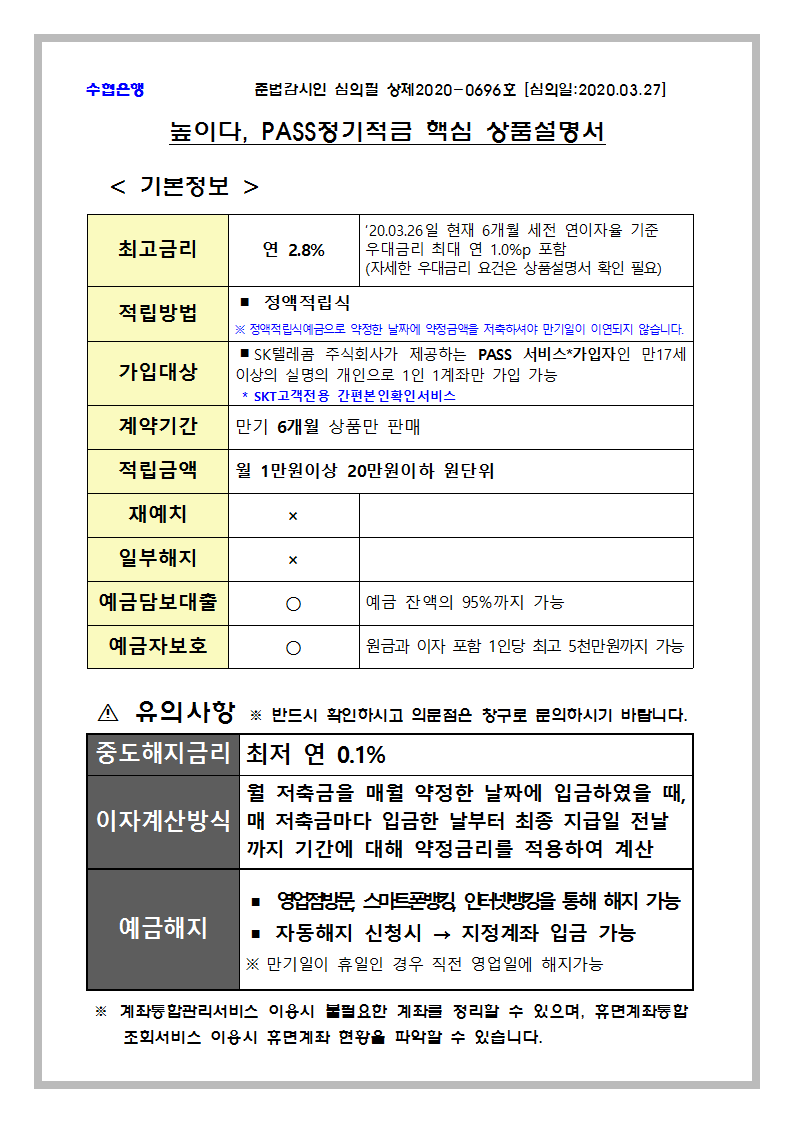 수협은행 준법감시인 심의필 상제2020-0696호 [심의일:2020.03.27]
높이다, PASS정기적금 핵심 상품설명서
< 기본정보 >
최고금리 연 2.8% '20.03.26일 현재 6개월 세전 연이자율 기준
우대금리 최대 연 1.0%p 포함
(자세한 우대금리 요건은 상품설명서 확인 필요)
적립방법 ■ 정액적립식
※ 정액적립식예금으로 약정한 날짜에 약정금액을 저축하셔야 만기일이 이연되지 않습니다.
가입대상 ■ SK텔레콤 주식회사가 제공하는 PASS 서비스*가입자인 만17세
이상의 실명의 개인으로 1인 1계좌만 가입 가능
* SKT고객전용 간편본인확인서비스
계약기간 만기 6개월 상품만 판매
적립금액 월 1만원이상 20만원이하 원단위
재예치 ×
일부해지 ×
예금담보대출 ○ 예금 잔액의 95%까지 가능
예금자보호 ○ 원금과 이자 포함 1인당 최고 5천만원까지 가능
⚠ 유의사항 ※ 반드시 확인하시고 의문점은 창구로 문의하시기 바랍니다.
중도해지금리 최저 연 0.1%
이자계산방식 월 저축금을 매월 약정한 날짜에 입금하였을 때,
매 저축금마다 입금한 날부터 최종 지급일 전날
까지 기간에 대해 약정금리를 적용하여 계산
예금해지 ■ 영업점방문, 스마트폰뱅킹, 인터넷뱅킹을 통해 해지 가능
■ 자동해지 신청시 → 지정계좌 입금 가능
※ 만기일이 휴일인 경우 직전 영업일에 해지가능
※ 계좌통합관리서비스 이용시 불필요한 계좌를 정리할 수 있으며, 휴면계좌통합
조회서비스 이용시 휴면계좌 현황을 파악할 수 있습니다.